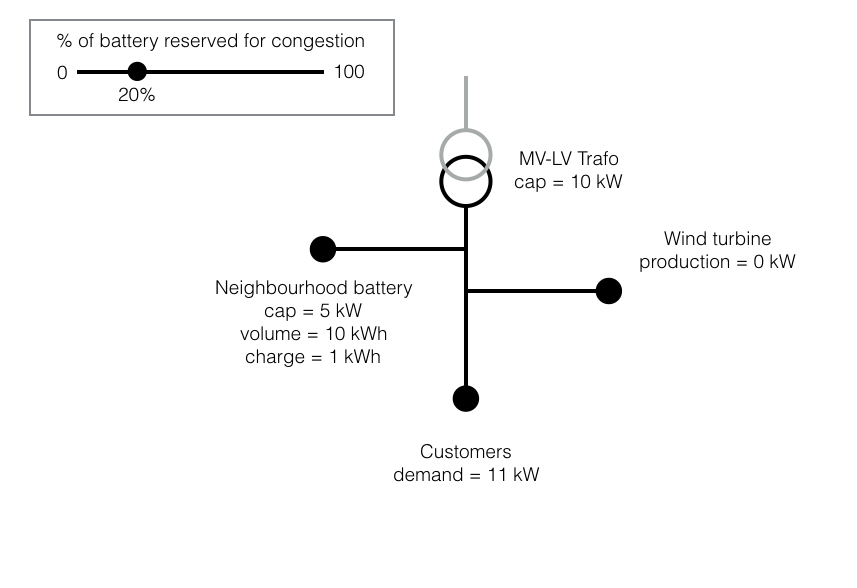 % of battery reserved for congestion
0 100
20%
MV-LV Trafo
cap = 10 kW
Wind turbine
production = 0 kW
Neighbourhood battery
cap = 5 kW
volume = 10 kWh
charge = 1 kWh
Customers
demand = 11 kW